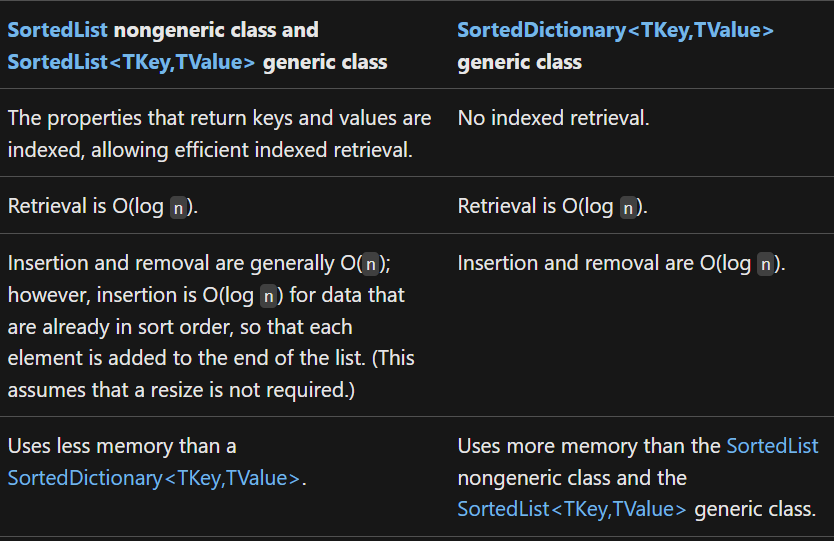 SortedList nongeneric class and
SortedList<TKey,TValue> generic class
SortedDictionary<TKey,TValue>
generic class
The properties that return keys and values are
indexed, allowing efficient indexed retrieval.
No indexed retrieval.
Retrieval is O(log n).
Retrieval is O(log n).
Insertion and removal are generally O(n);
however, insertion is O(log n) for data that
are already in sort order, so that each
element is added to the end of the list. (This
assumes that a resize is not required.)
Insertion and removal are O(log n).
Uses less memory than a
SortedDictionary<TKey,TValue>.
Uses more memory than the SortedList
nongeneric class and the
SortedList<TKey,TValue> generic class.